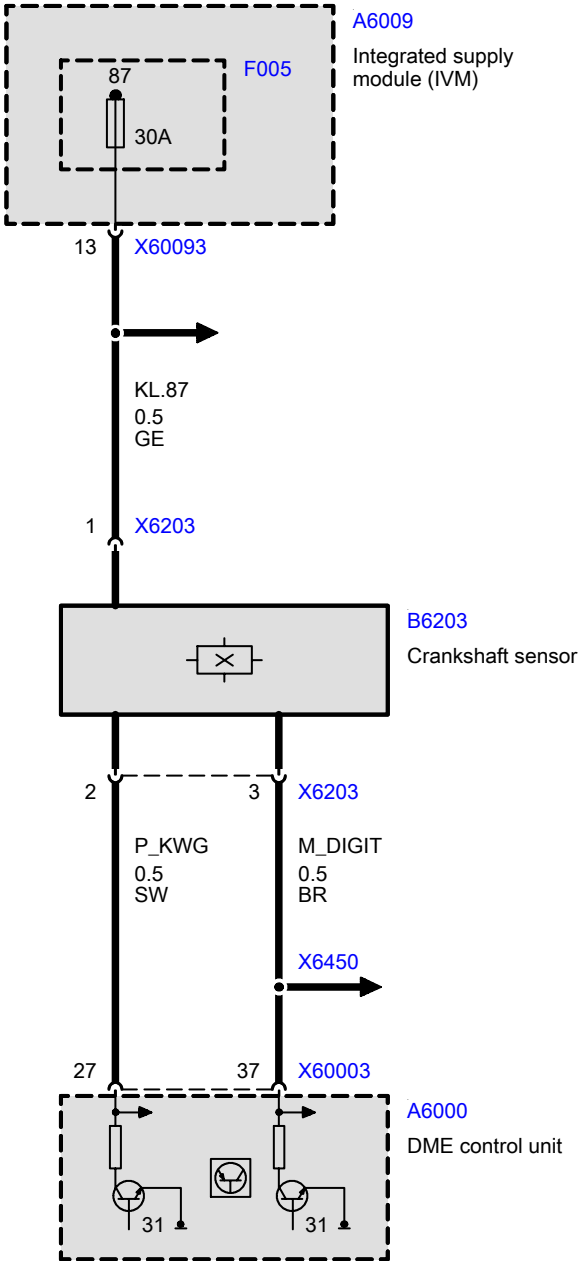 A6009
Integrated supply
module (IVM)
F005
87
30A
13 X60093
KL.87
0.5
GE
1 X6203
B6203
Crankshaft sensor
2 3 X6203
P_KWG M_DIGIT
0.5 0.5
SW BR
X6450
27 37 X60003
A6000
DME control unit
31 31